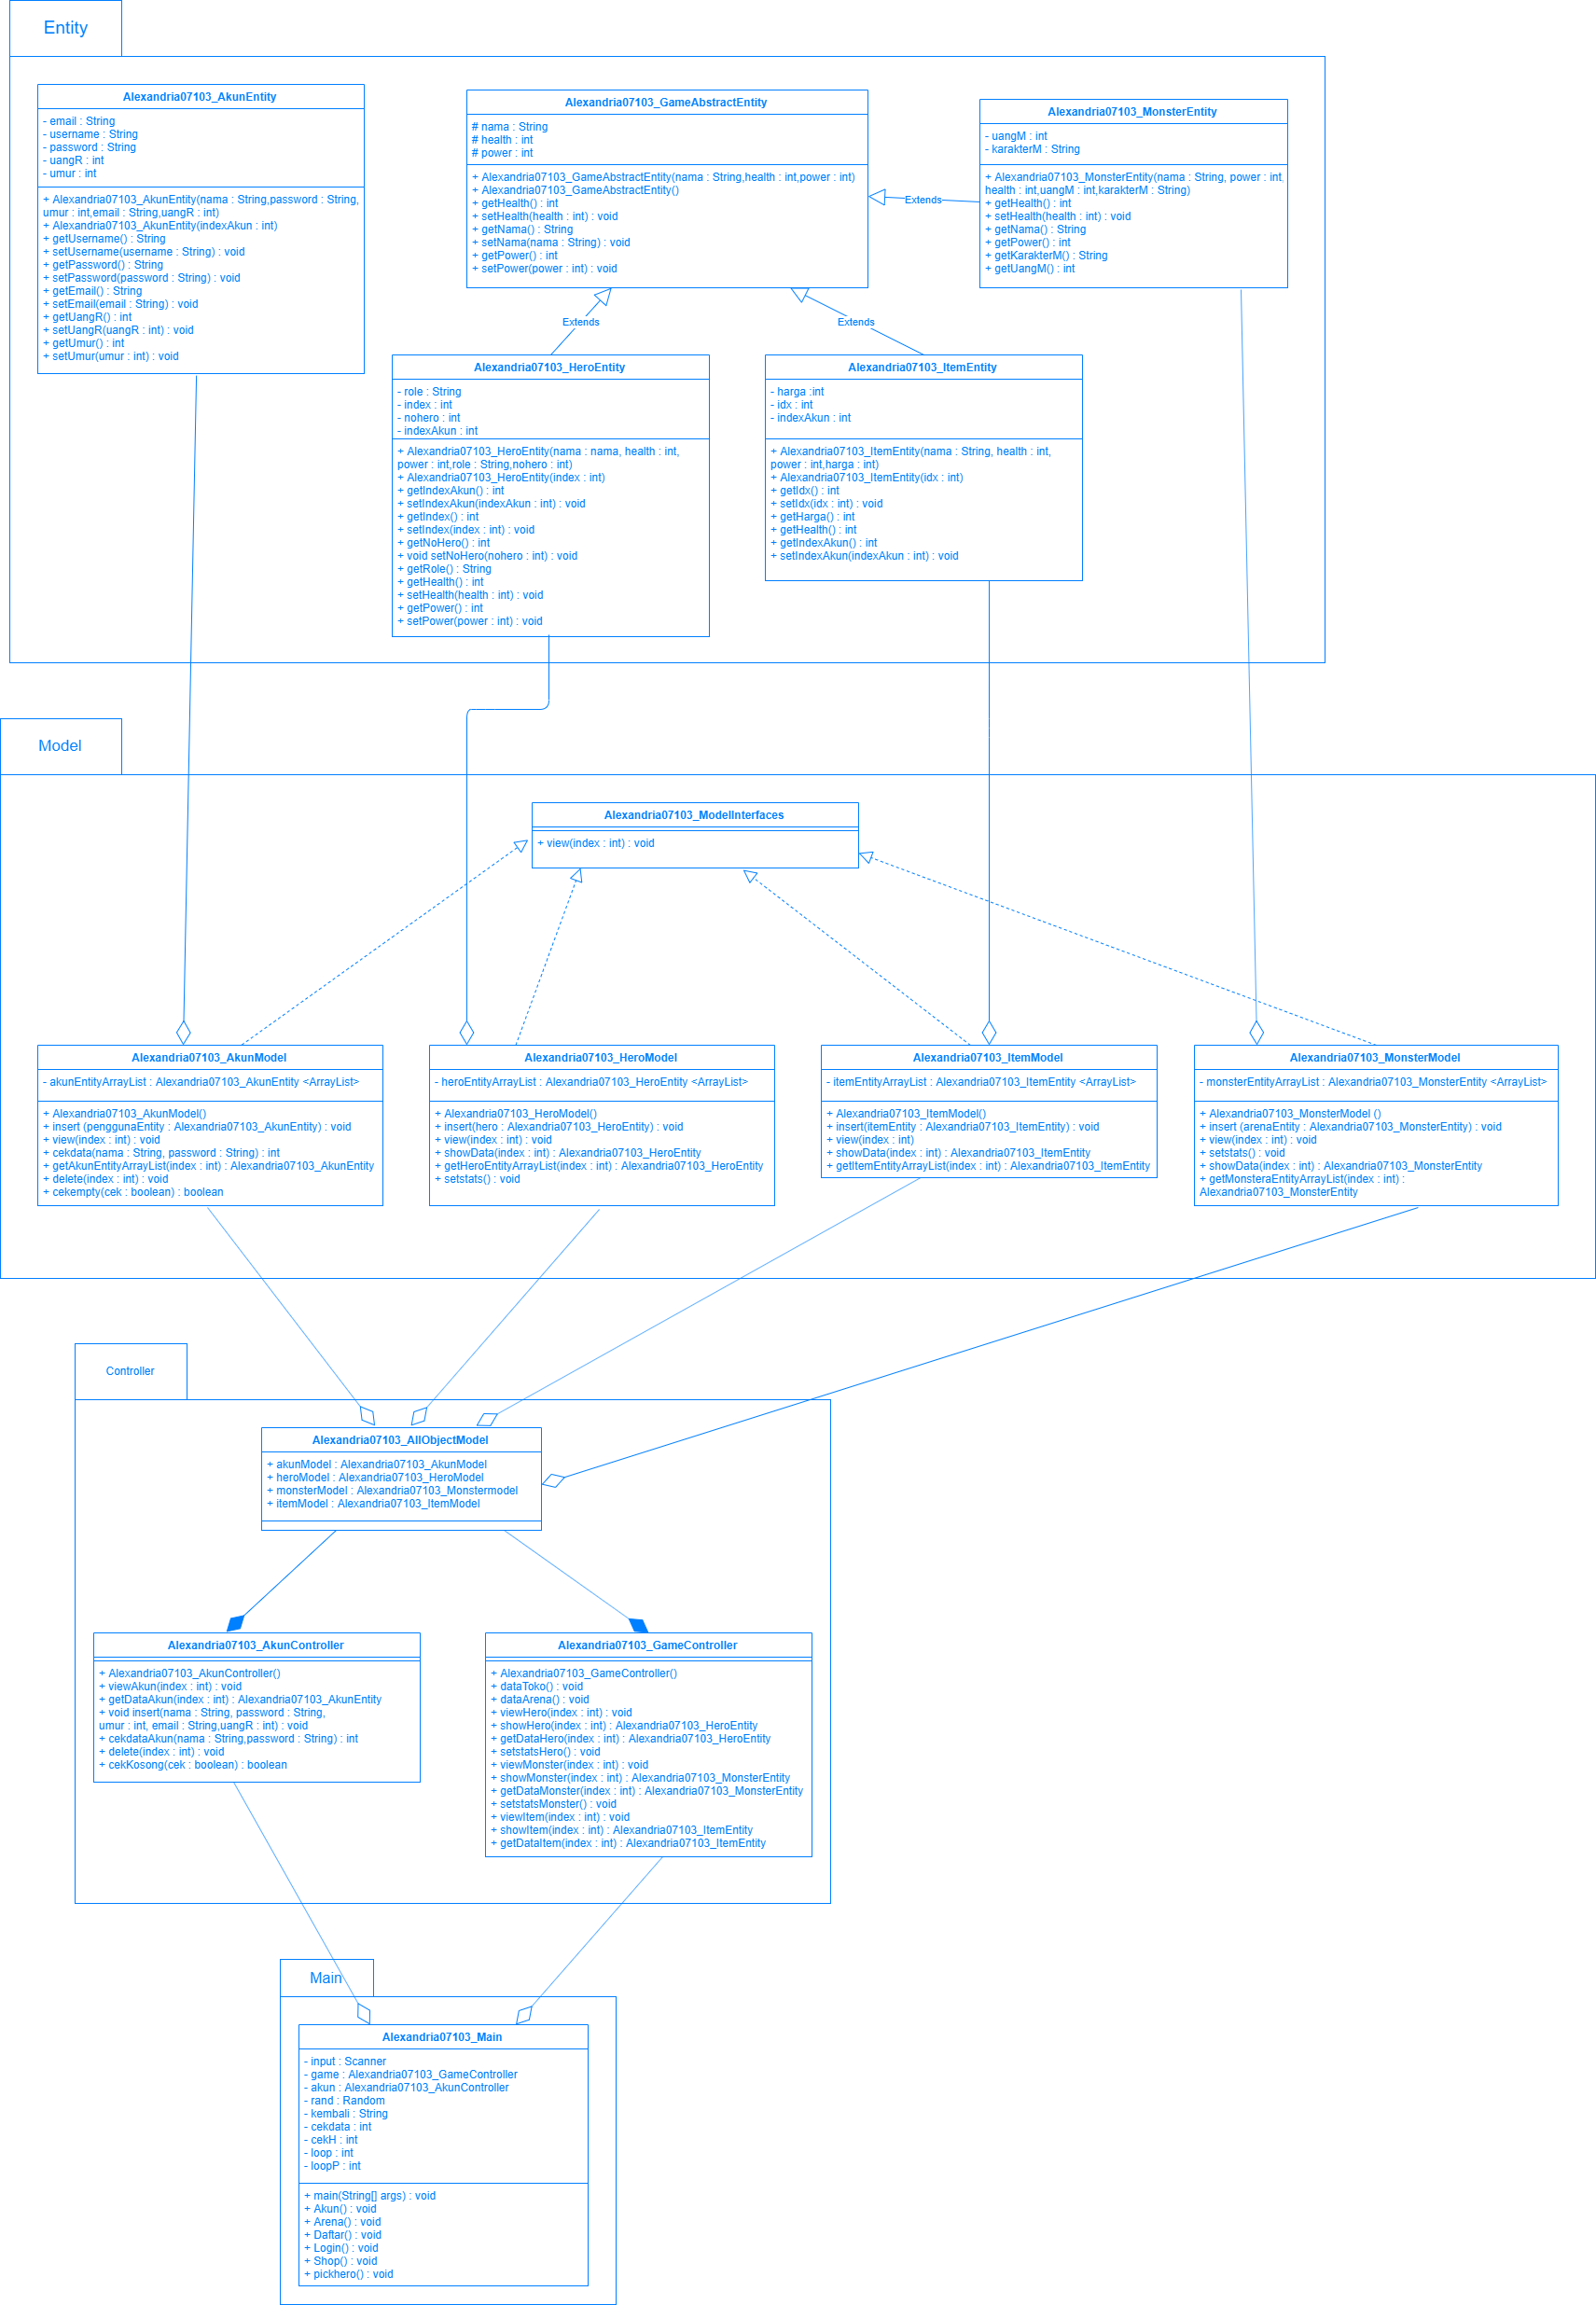 Entity
Alexandria07103_AkunEntity
- email : String
- username : String
- password : String
- uangR : int
- umur : int
+ Alexandria07103_AkunEntity(nama : String,password : String,
umur : int,email : String,uangR : int)
+ Alexandria07103_AkunEntity(indexAkun : int)
+ getUsername() : String
+ setUsername(username : String) : void
+ getPassword() : String
+ setPassword(password : String) : void
+ getEmail() : String
+ setEmail(email : String) : void
+ getUangR() : int
+ setUangR(uangR : int) : void
+ getUmur() : int
+ setUmur(umur : int) : void
Alexandria07103_GameAbstractEntity
# nama : String
# health : int
# power : int
+ Alexandria07103_GameAbstractEntity(nama : String,health : int,power : int)
+ Alexandria07103_GameAbstractEntity()
+ getHealth() : int
+ setHealth(health : int) : void
+ getNama() : String
+ setNama(nama : String) : void
+ getPower() : int
+ setPower(power : int) : void
Alexandria07103_MonsterEntity
- uangM : int
- karakterM : String
+ Alexandria07103_MonsterEntity(nama : String, power : int,
health : int,uangM : int,karakterM : String)
+ getHealth() : int
+ setHealth(health : int) : void
+ getNama() : String
+ getPower() : int
+ getKarakterM() : String
+ getUangM() : int
Extends
Extends
Extends
Alexandria07103_HeroEntity
- role : String
- index : int
- nohero : int
- indexAkun : int
+ Alexandria07103_HeroEntity(nama : nama, health : int,
power : int,role : String,nohero : int)
+ Alexandria07103_HeroEntity(index : int)
+ getIndexAkun() : int
+ setIndexAkun(indexAkun : int) : void
+ getIndex() : int
+ setIndex(index : int) : void
+ getNoHero() : int
+ void setNoHero(nohero : int) : void
+ getRole() : String
+ getHealth() : int
+ setHealth(health : int) : void
+ getPower() : int
+ setPower(power : int) : void
Alexandria07103_ItemEntity
- harga :int
- idx : int
- indexAkun : int
+ Alexandria07103_ItemEntity(nama : String, health : int,
power : int,harga : int)
+ Alexandria07103_ItemEntity(idx : int)
+ getIdx() : int
+ setIdx(idx : int) : void
+ getHarga() : int
+ getHealth() : int
+ getIndexAkun() : int
+ setIndexAkun(indexAkun : int) : void
Model
Alexandria07103_ModelInterfaces
+ view(index : int) : void
Alexandria07103_AkunModel
- akunEntityArrayList : Alexandria07103_AkunEntity <ArrayList>
+ Alexandria07103_AkunModel()
+ insert (penggunaEntity : Alexandria07103_AkunEntity) : void
+ view(index : int) : void
+ cekdata(nama : String, password : String) : int
+ getAkunEntityArrayList(index : int) : Alexandria07103_AkunEntity
+ delete(index : int) : void
+ cekempty(cek : boolean) : boolean
Alexandria07103_HeroModel
- heroEntityArrayList : Alexandria07103_HeroEntity <ArrayList>
+ Alexandria07103_HeroModel()
+ insert(hero : Alexandria07103_HeroEntity) : void
+ view(index : int) : void
+ showData(index : int) : Alexandria07103_HeroEntity
+ getHeroEntityArrayList(index : int) : Alexandria07103_HeroEntity
+ setstats() : void
Alexandria07103_ItemModel
- itemEntityArrayList : Alexandria07103_ItemEntity <ArrayList>
+ Alexandria07103_ItemModel()
+ insert(itemEntity : Alexandria07103_ItemEntity) : void
+ view(index : int)
+ showData(index : int) : Alexandria07103_ItemEntity
+ getItemEntityArrayList(index : int) : Alexandria07103_ItemEntity
Alexandria07103_MonsterModel
- monsterEntityArrayList : Alexandria07103_MonsterEntity <ArrayList>
+ Alexandria07103_MonsterModel ()
+ insert (arenaEntity : Alexandria07103_MonsterEntity) : void
+ view(index : int) : void
+ setstats() : void
+ showData(index : int) : Alexandria07103_MonsterEntity
+ getMonsteraEntityArrayList(index : int) :
Alexandria07103_MonsterEntity
Controller
Alexandria07103_AllObjectModel
+ akunModel : Alexandria07103_AkunModel
+ heroModel : Alexandria07103_HeroModel
+ monsterModel : Alexandria07103_Monstermodel
+ itemModel : Alexandria07103_ItemModel
Alexandria07103_AkunController
+ Alexandria07103_AkunController()
+ viewAkun(index : int) : void
+ getDataAkun(index : int) : Alexandria07103_AkunEntity
+ void insert(nama : String, password : String,
umur : int, email : String,uangR : int) : void
+ cekdataAkun(nama : String,password : String) : int
+ delete(index : int) : void
+ cekKosong(cek : boolean) : boolean
Alexandria07103_GameController
+ Alexandria07103_GameController()
+ dataToko() : void
+ dataArena() : void
+ viewHero(index : int) : void
+ showHero(index : int) : Alexandria07103_HeroEntity
+ getDataHero(index : int) : Alexandria07103_HeroEntity
+ setstatsHero() : void
+ viewMonster(index : int) : void
+ showMonster(index : int) : Alexandria07103_MonsterEntity
+ getDataMonster(index : int) : Alexandria07103_MonsterEntity
+ setstatsMonster() : void
+ viewItem(index : int) : void
+ showItem(index : int) : Alexandria07103_ItemEntity
+ getDataItem(index : int) : Alexandria07103_ItemEntity
Main
Alexandria07103_Main
- input : Scanner
- game : Alexandria07103_GameController
- akun : Alexandria07103_AkunController
- rand : Random
- kembali : String
- cekdata : int
- cekH : int
- loop : int
- loopP : int
+ main(String[] args) : void
+ Akun() : void
+ Arena() : void
+ Daftar() : void
+ Login() : void
+ Shop() : void
+ pickhero() : void